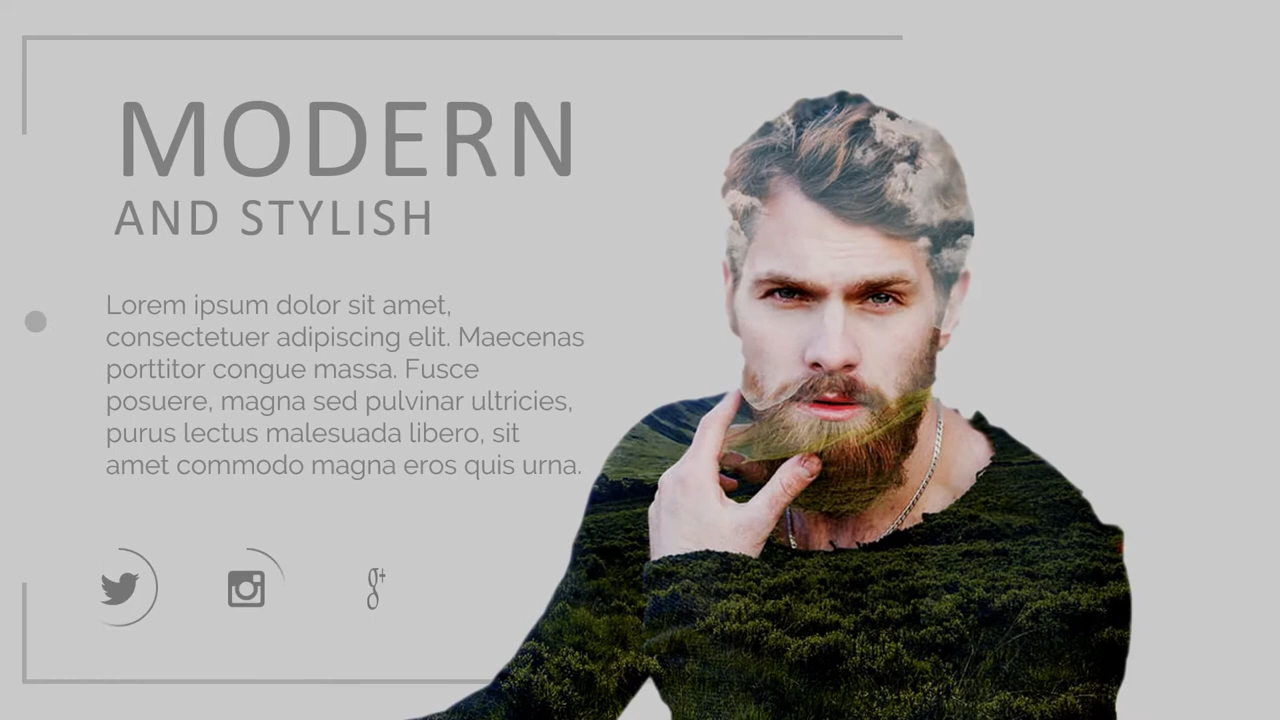 MODERN
AND STYLISH
Lorem ipsum dolor sit amet,
consectetuer adipiscing elit. Maecenas
porttitor congue massa. Fusce
posuere, magna sed pulvinar ultricies,
purus lectus malesuada libero, sit
amet commodo magna eros quis urna.
g+